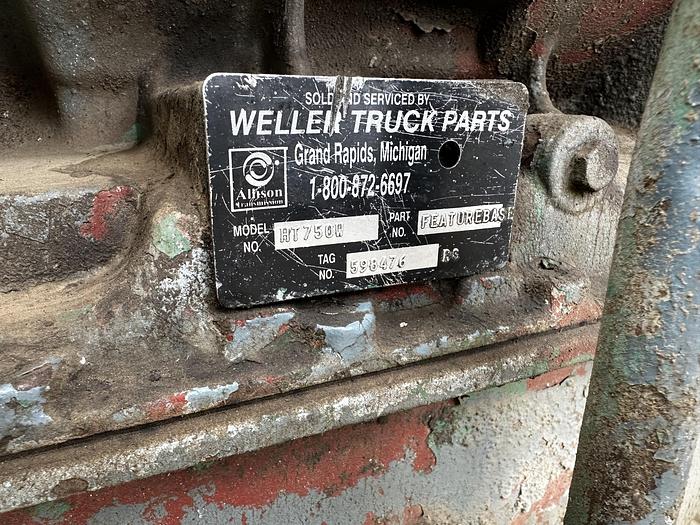 SOLD AND SERVICED BY
WELLER TRUCK PARTS
Grand Rapids, Michigan
1-800-872-6697
Allison
Transmission
MODEL NO. HT750W
PART NO. FEATUREBASE
TAG NO. 598476 RG